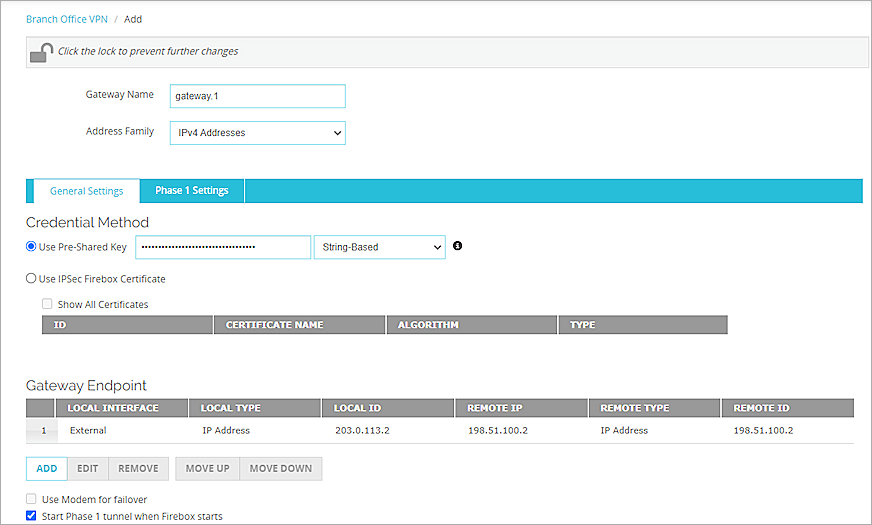 Branch Office VPN / Add
Click the lock to prevent further changes
Gateway Name gateway.1
Address Family IPv4 Addresses
General Settings Phase 1 Settings
Credential Method
Use Pre-Shared Key •••••••••••••••••••••••••••••••• String-Based
Use IPSec Firebox Certificate
Show All Certificates
ID CERTIFICATE NAME ALGORITHM TYPE
Gateway Endpoint
LOCAL INTERFACE LOCAL TYPE LOCAL ID REMOTE IP REMOTE TYPE REMOTE ID
1 External IP Address 203.0.113.2 198.51.100.2 IP Address 198.51.100.2
ADD EDIT REMOVE MOVE UP MOVE DOWN
Use Modem for failover
Start Phase 1 tunnel when Firebox starts